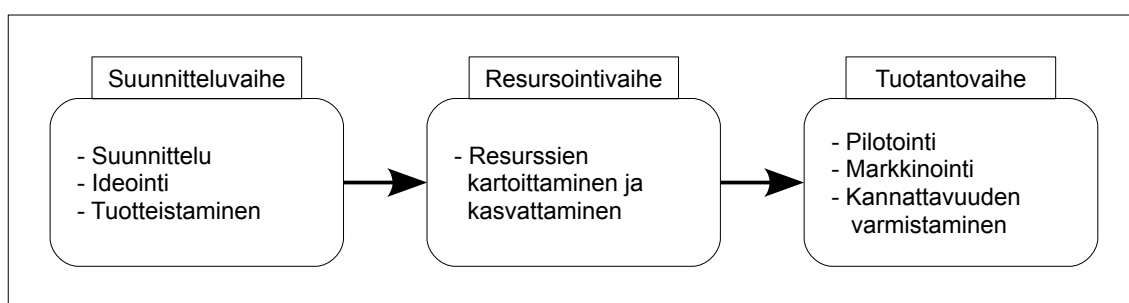 Suunnitteluvaihe
- Suunnittelu
- Ideointi
- Tuotteistaminen
Resursointivaihe
- Resurssien
kartoittaminen ja
kasvattaminen
Tuotantovaihe
- Pilotointi
- Markkinointi
- Kannattavuuden
varmistaminen